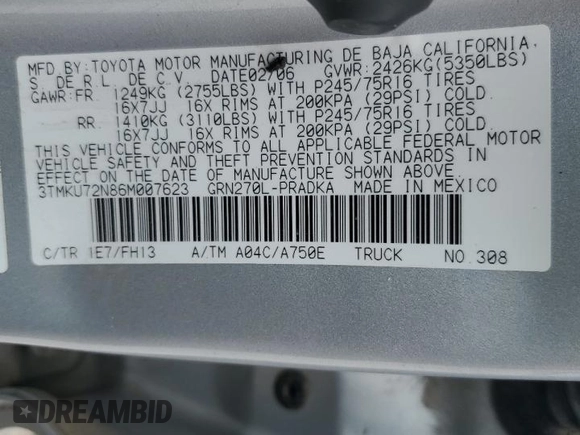 MFD.BY:TOYOTA MOTOR MANUFACTURING DE BAJA CALIFORNIA,
S. DE R.L. DE C.V. DATE02/06 GVWR:2426KG(5350LBS)
GAWR:FR. 1249KG (2755LBS) WITH P245/75R16 TIRES
16X7JJ 16X RIMS AT 200KPA (29PSI) COLD.
RR. 1410KG (3110LBS) WITH P245/75R16 TIRES
16X7JJ 16X RIMS AT 200KPA (29PSI) COLD.
THIS VEHICLE CONFORMS TO ALL APPLICABLE FEDERAL MOTOR
VEHICLE SAFETY AND THEFT PREVENTION STANDARDS IN
EFFECT ON THE DATE OF MANUFACTURE SHOWN ABOVE.
3TMKU72N86M007623 GRN270L-PRADKA MADE IN MEXICO
C/TR 1E7/FH13 A/TM A04C/A750E TRUCK NO.308
DREAMBID